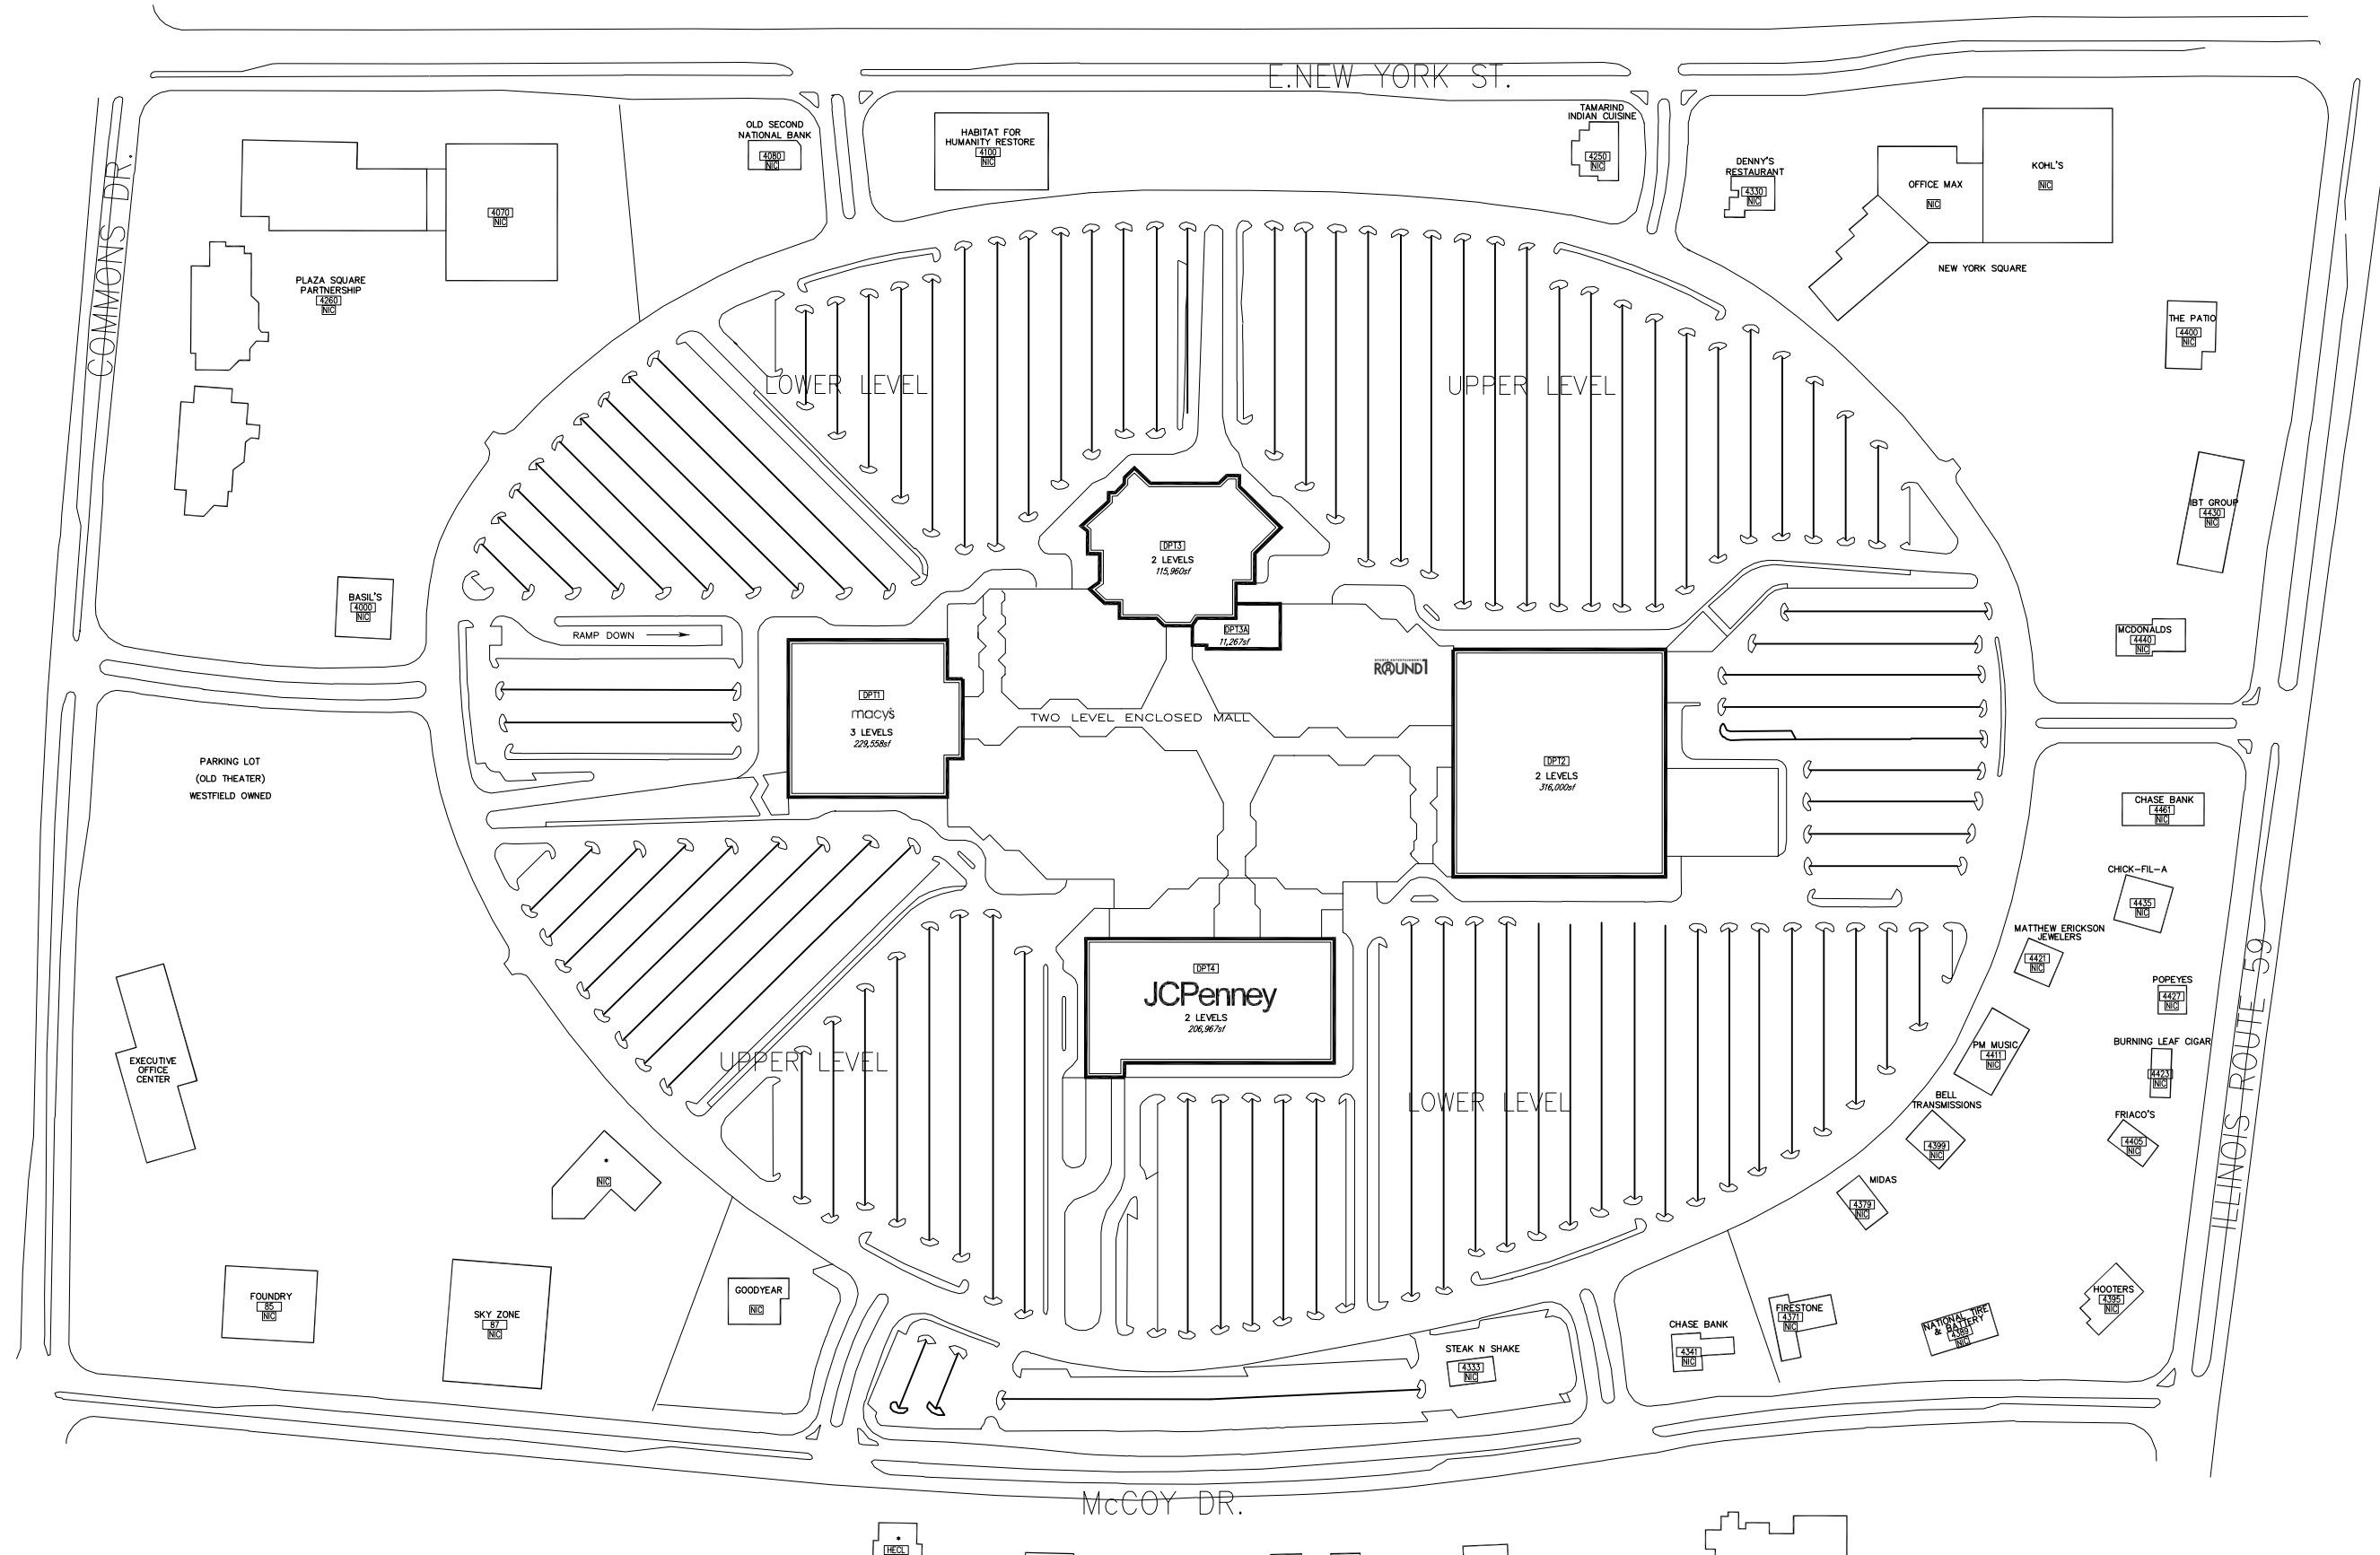 E.NEW YORK ST.
COMMONS DR.
OLD SECOND
NATIONAL BANK
4080
NIC
HABITAT FOR
HUMANITY RESTORE
4100
NIC
TAMARIND
INDIAN CUISINE
4250
NIC
DENNY'S
RESTAURANT
4330
NIC
OFFICE MAX
NIC
KOHL'S
NIC
NEW YORK SQUARE
4070
NIC
PLAZA SQUARE
PARTNERSHIP
4260
NIC
THE PATIO
4400
NIC
LOWER LEVEL
UPPER LEVEL
IBT GROUP
4430
NIC
DPT3
2 LEVELS
115,960sf
BASIL'S
4000
NIC
RAMP DOWN
DPT3A
11,267sf
MCDONALDS
4440
NIC
ROUND1
DPT1
macy's
3 LEVELS
229,558sf
TWO LEVEL ENCLOSED MALL
DPT2
2 LEVELS
316,000sf
PARKING LOT
(OLD THEATER)
WESTFIELD OWNED
CHASE BANK
4461
NIC
CHICK-FIL-A
4435
NIC
MATTHEW ERICKSON
JEWELERS
4421
NIC
DPT4
JCPenney
2 LEVELS
206,967sf
POPEYES
4427
NIC
ILLINOIS ROUTE 59
PM MUSIC
4411
NIC
BURNING LEAF CIGAR
4423
NIC
EXECUTIVE
OFFICE
CENTER
UPPER LEVEL
LOWER LEVEL
BELL
TRANSMISSIONS
4399
NIC
FRIACO'S
4405
NIC
*
NIC
MIDAS
4379
NIC
FOUNDRY
85
NIC
SKY ZONE
87
NIC
GOODYEAR
NIC
HOOTERS
4395
NIC
FIRESTONE
4371
NIC
NATIONAL TIRE
& BATTERY
4389
NIC
CHASE BANK
4341
NIC
STEAK N SHAKE
4333
NIC
McCOY DR.
*
HECL